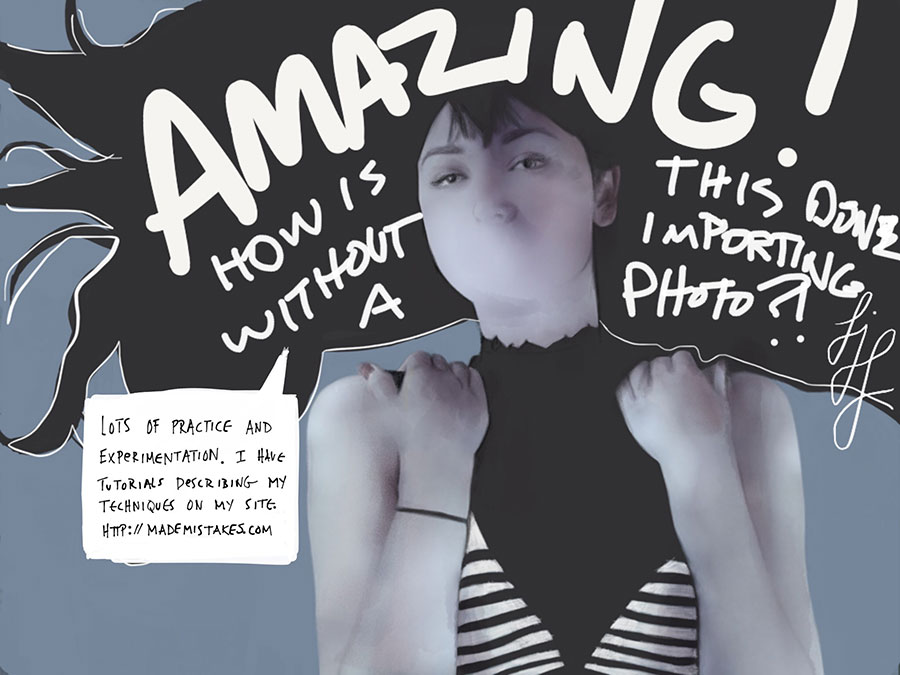 AMAZING!
HOW IS THIS DONE
WITHOUT IMPORTING
A PHOTO?!
LOTS OF PRACTICE AND
EXPERIMENTATION. I HAVE
TUTORIALS DESCRIBING MY
TECHNIQUES ON MY SITE.
HTTP://MADEMISTAKES.COM